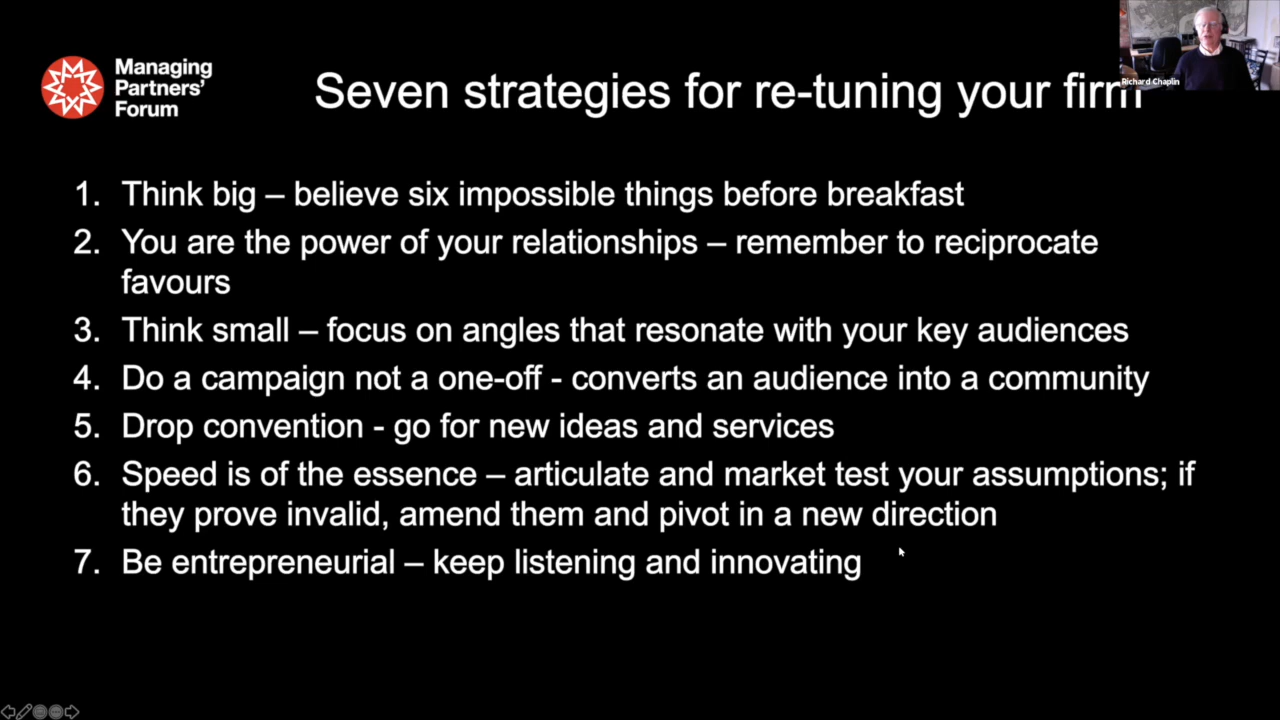 Managing
Partners'
Forum
Seven strategies for re-tuning your firm
Richard Chaplin
1. Think big – believe six impossible things before breakfast
2. You are the power of your relationships – remember to reciprocate
favours
3. Think small – focus on angles that resonate with your key audiences
4. Do a campaign not a one-off - converts an audience into a community
5. Drop convention - go for new ideas and services
6. Speed is of the essence – articulate and market test your assumptions; if
they prove invalid, amend them and pivot in a new direction
7. Be entrepreneurial – keep listening and innovating